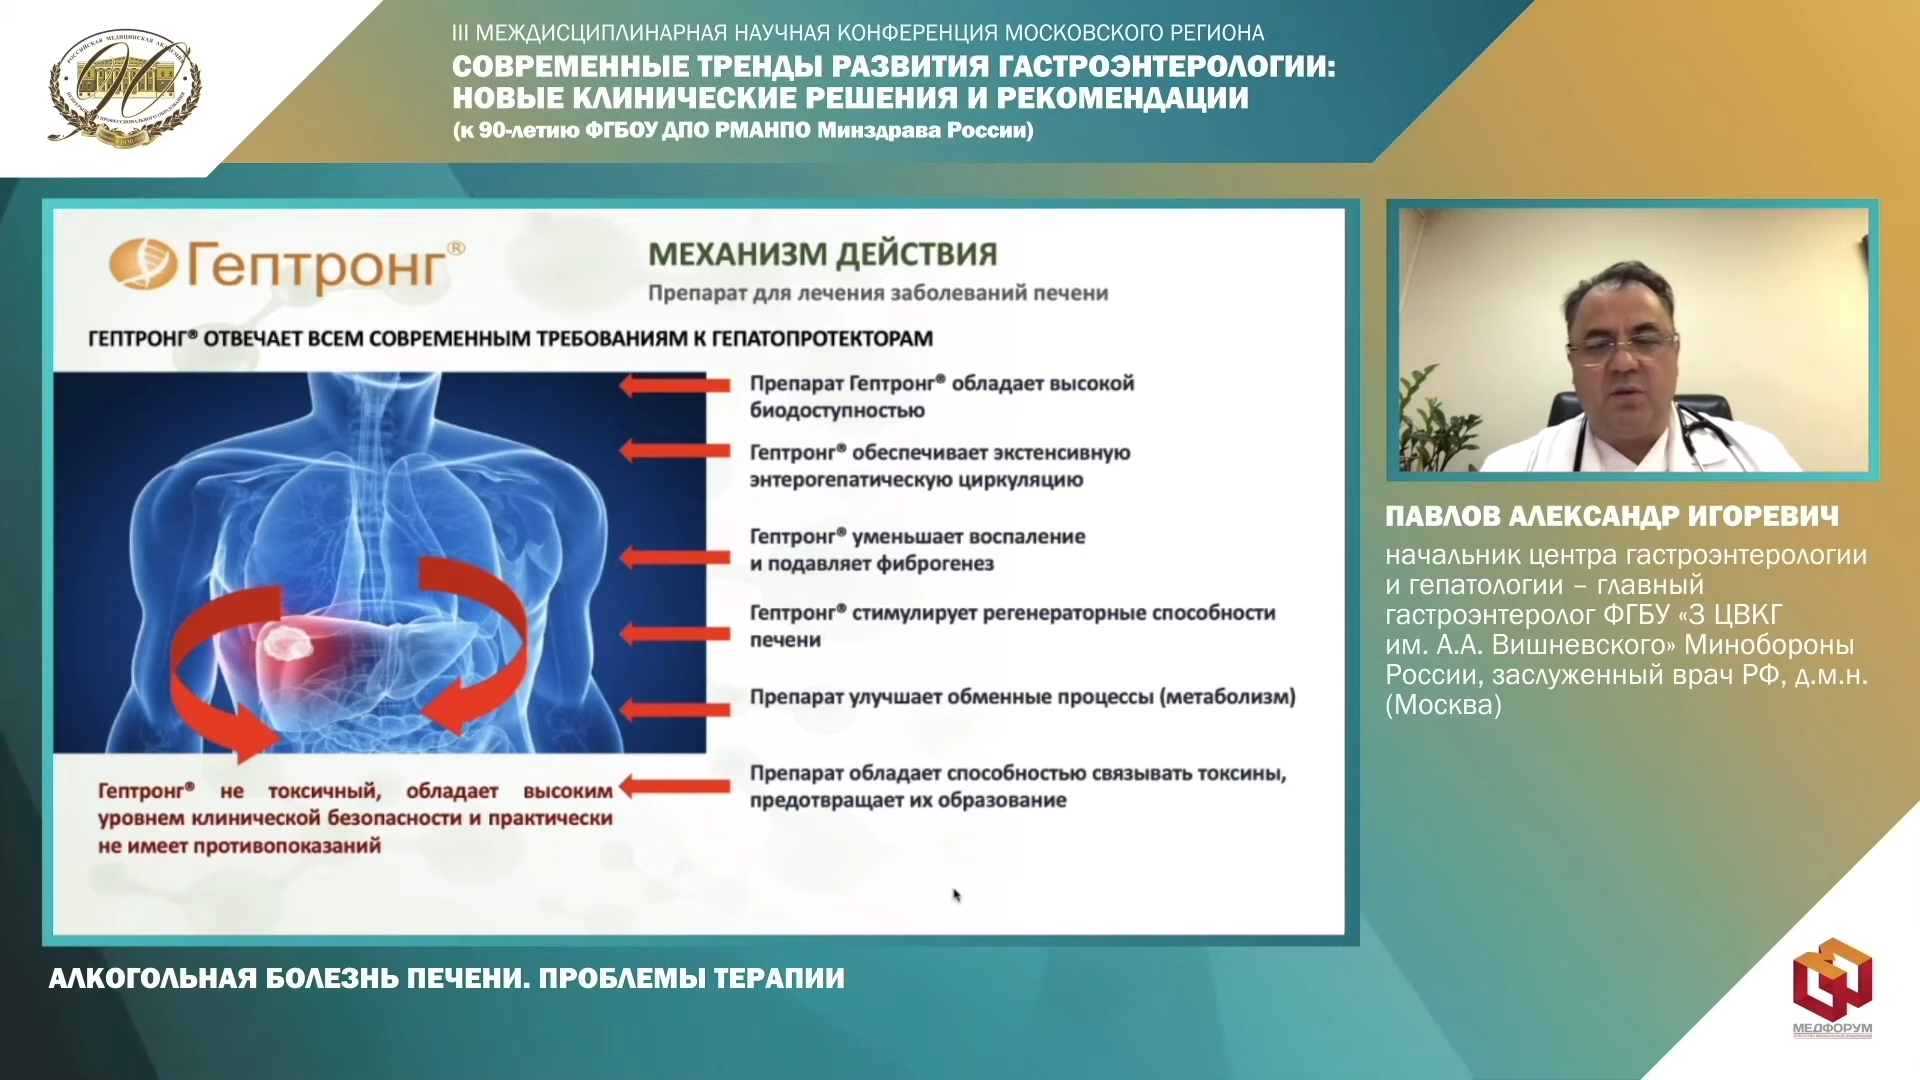 III МЕЖДИСЦИПЛИНАРНАЯ НАУЧНАЯ КОНФЕРЕНЦИЯ МОСКОВСКОГО РЕГИОНА
СОВРЕМЕННЫЕ ТРЕНДЫ РАЗВИТИЯ ГАСТРОЭНТЕРОЛОГИИ:
НОВЫЕ КЛИНИЧЕСКИЕ РЕШЕНИЯ И РЕКОМЕНДАЦИИ
(к 90-летию ФГБОУ ДПО РМАНПО Минздрава России)
Гептронг®
МЕХАНИЗМ ДЕЙСТВИЯ
Препарат для лечения заболеваний печени
ГЕПТРОНГ® ОТВЕЧАЕТ ВСЕМ СОВРЕМЕННЫМ ТРЕБОВАНИЯМ К ГЕПАТОПРОТЕКТОРАМ
Препарат Гептронг® обладает высокой
биодоступностью
Гептронг® обеспечивает экстенсивную
энтерогепатическую циркуляцию
Гептронг® уменьшает воспаление
и подавляет фиброгенез
Гептронг® стимулирует регенераторные способности
печени
Препарат улучшает обменные процессы (метаболизм)
Препарат обладает способностью связывать токсины,
предотвращает их образование
Гептронг® не токсичный, обладает высоким
уровнем клинической безопасности и практически
не имеет противопоказаний
ПАВЛОВ АЛЕКСАНДР ИГОРЕВИЧ
начальник центра гастроэнтерологии
и гепатологии – главный
гастроэнтеролог ФГБУ «3 ЦВКГ
им. А.А. Вишневского» Минобороны
России, заслуженный врач РФ, д.м.н.
(Москва)
АЛКОГОЛЬНАЯ БОЛЕЗНЬ ПЕЧЕНИ. ПРОБЛЕМЫ ТЕРАПИИ
МЕДФОРУМ